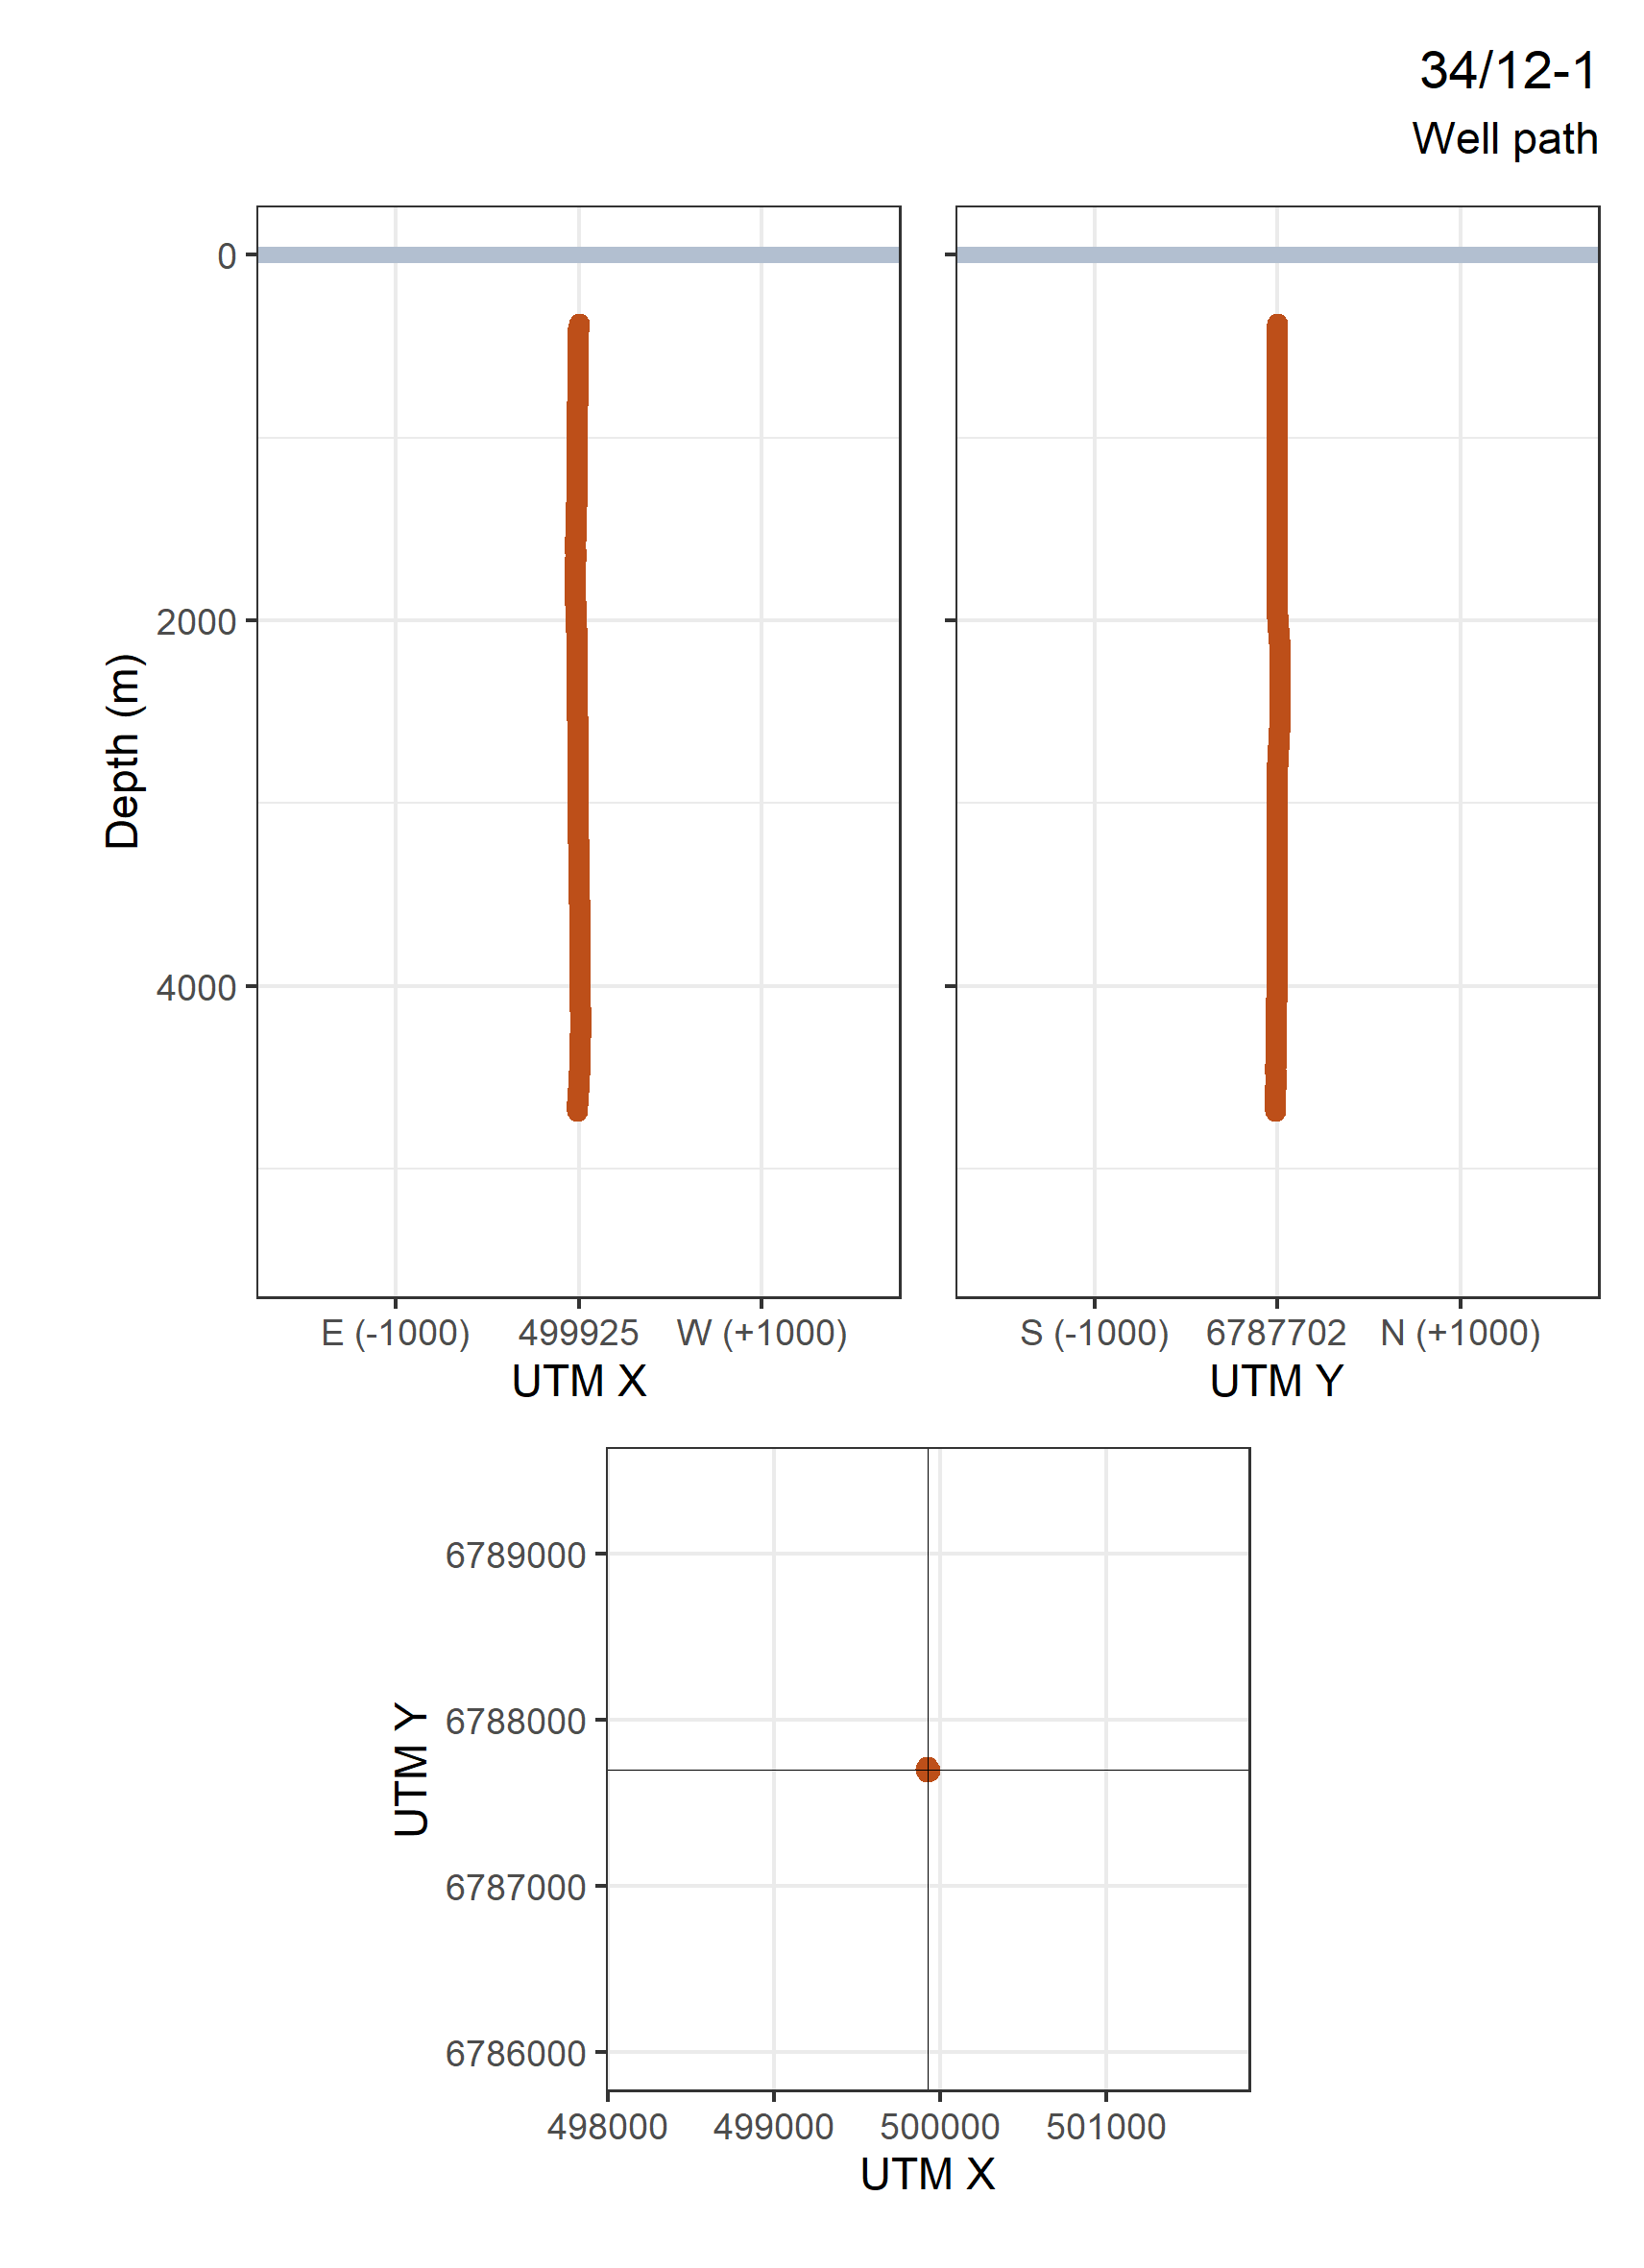 34/12-1
Well path
0
2000
4000
Depth (m)
E (-1000) 499925 W (+1000)
UTM X
S (-1000) 6787702 N (+1000)
UTM Y
6789000
6788000
6787000
6786000
UTM Y
498000 499000 500000 501000
UTM X